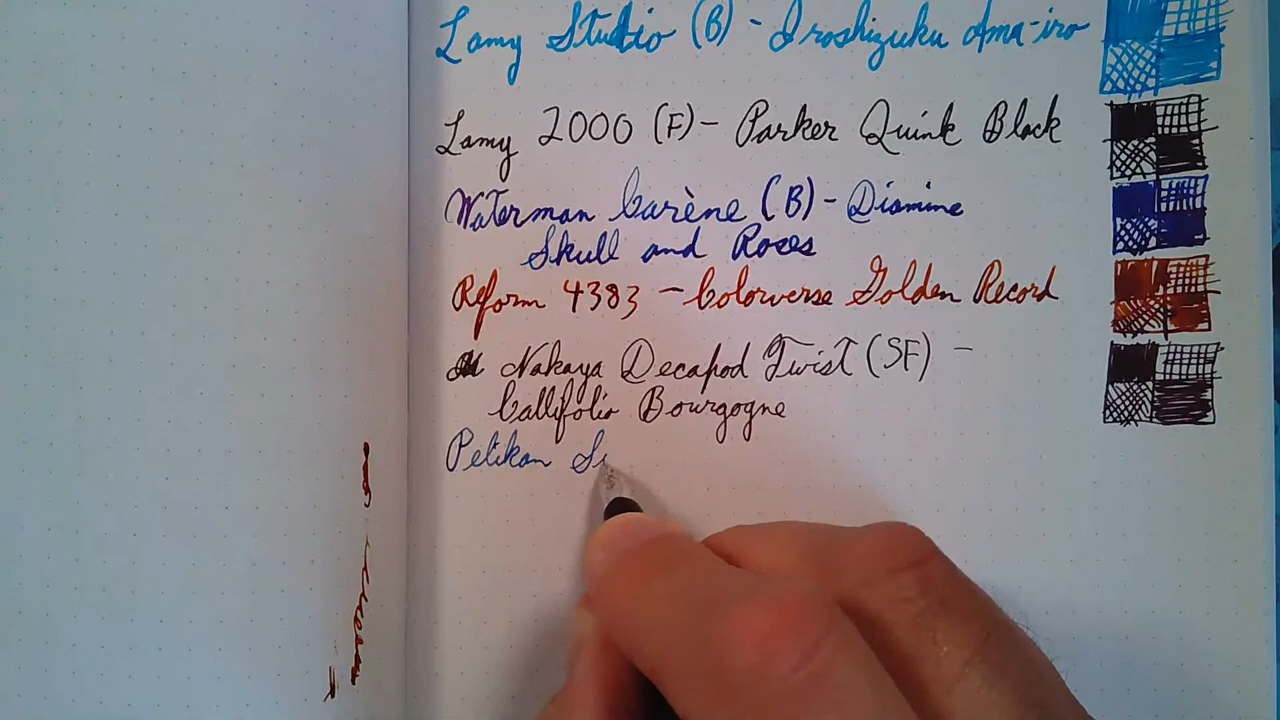 Lamy Studio (B) - Iroshizuku Ama-iro
Lamy 2000 (F) - Parker Quink Black
Waterman Carène (B) - Diamine
Skull and Roses
Reform 4383 - Colorverse Golden Record
Nakaya Decapod Twist (SF) -
Callifolio Bourgogne
Pelikan S